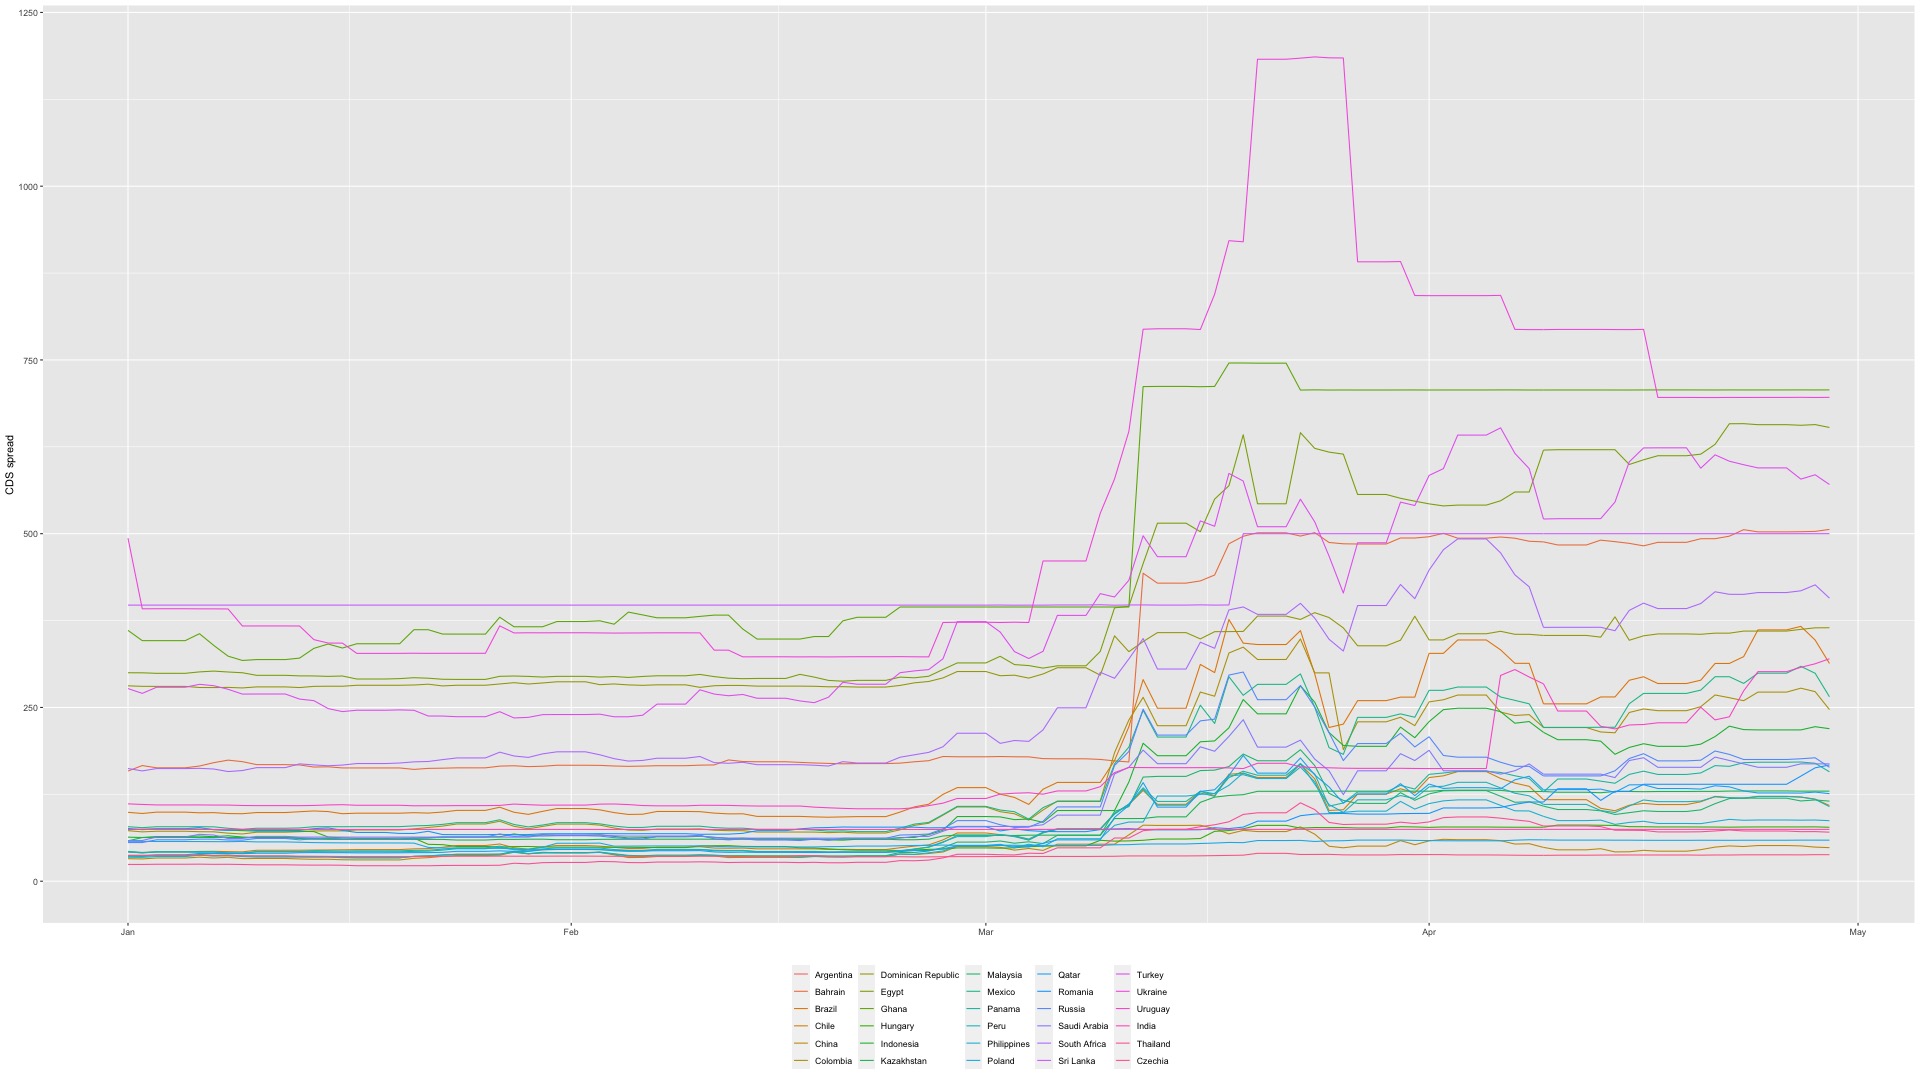 1250
1000
750
500
250
0
CDS spread
Jan Feb Mar Apr May
Argentina Dominican Republic Malaysia Qatar Turkey
Bahrain Egypt Mexico Romania Ukraine
Brazil Ghana Panama Russia Uruguay
Chile Hungary Peru Saudi Arabia India
China Indonesia Philippines South Africa Thailand
Colombia Kazakhstan Poland Sri Lanka Czechia